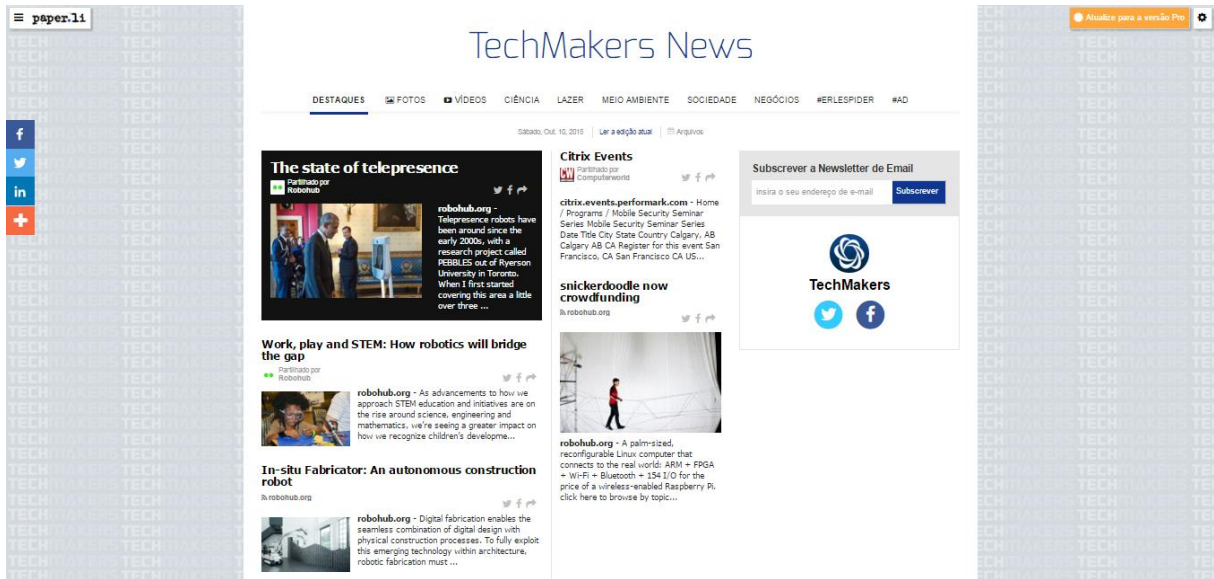 ≡ paper.li
Atualize para a versão Pro
TechMakers News
DESTAQUES FOTOS VÍDEOS CIÊNCIA LAZER MEIO AMBIENTE SOCIEDADE NEGÓCIOS #ERLESPIDER #AD
Sábado, Out. 10, 2015 Ler a edição atual Arquivos
The state of telepresence
Partilhado por
Robohub
robohub.org -
Telepresence robots have
been around since the
early 2000s, with a
research project called
PEBBLES out of Ryerson
University in Toronto.
When I first started
covering this area a little
over three ...
Work, play and STEM: How robotics will bridge
the gap
Partilhado por
Robohub
robohub.org - As advancements to how we
approach STEM education and initiatives are on
the rise around science, engineering and
mathematics, we're seeing a greater impact on
how we recognize children's developme...
In-situ Fabricator: An autonomous construction
robot
robohub.org
robohub.org - Digital fabrication enables the
seamless combination of digital design with
physical construction processes. To fully exploit
this emerging technology within architecture,
robotic fabrication must ...
Citrix Events
CW
Partilhado por
Computerworld
citrix.events.performark.com - Home
/ Programs / Mobile Security Seminar
Series Mobile Security Seminar Series
Date Title City State Country Calgary, AB
Calgary AB CA Register for this event San
Francisco, CA San Francisco CA US...
snickerdoodle now
crowdfunding
robohub.org
robohub.org - A palm-sized,
reconfigurable Linux computer that
connects to the real world: ARM + FPGA
+ Wi-Fi + Bluetooth + 154 I/O for the
price of a wireless-enabled Raspberry Pi.
click here to browse by topic...
Subscrever a Newsletter de Email
insira o seu endereço de e-mail Subscrever
TechMakers